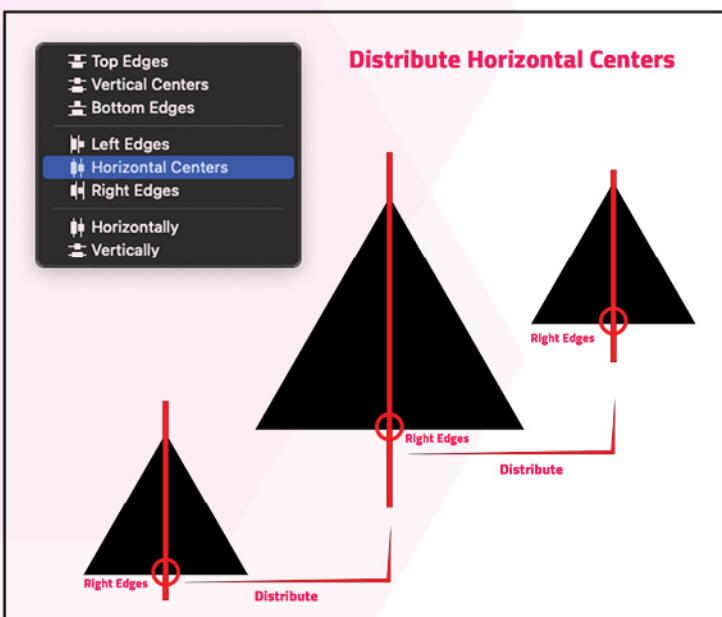 Top Edges
Vertical Centers
Bottom Edges
Left Edges
Horizontal Centers
Right Edges
Horizontally
Vertically
Distribute Horizontal Centers
Right Edges
Right Edges
Distribute
Right Edges
Distribute